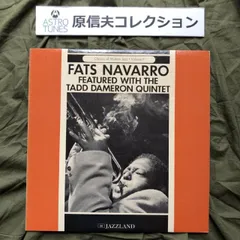 ASTRO
TUNES
原信夫コレクション
FATS NAVARRO
FEATURED WITH THE
TADD DAMERON QUINTET
JAZZLAND